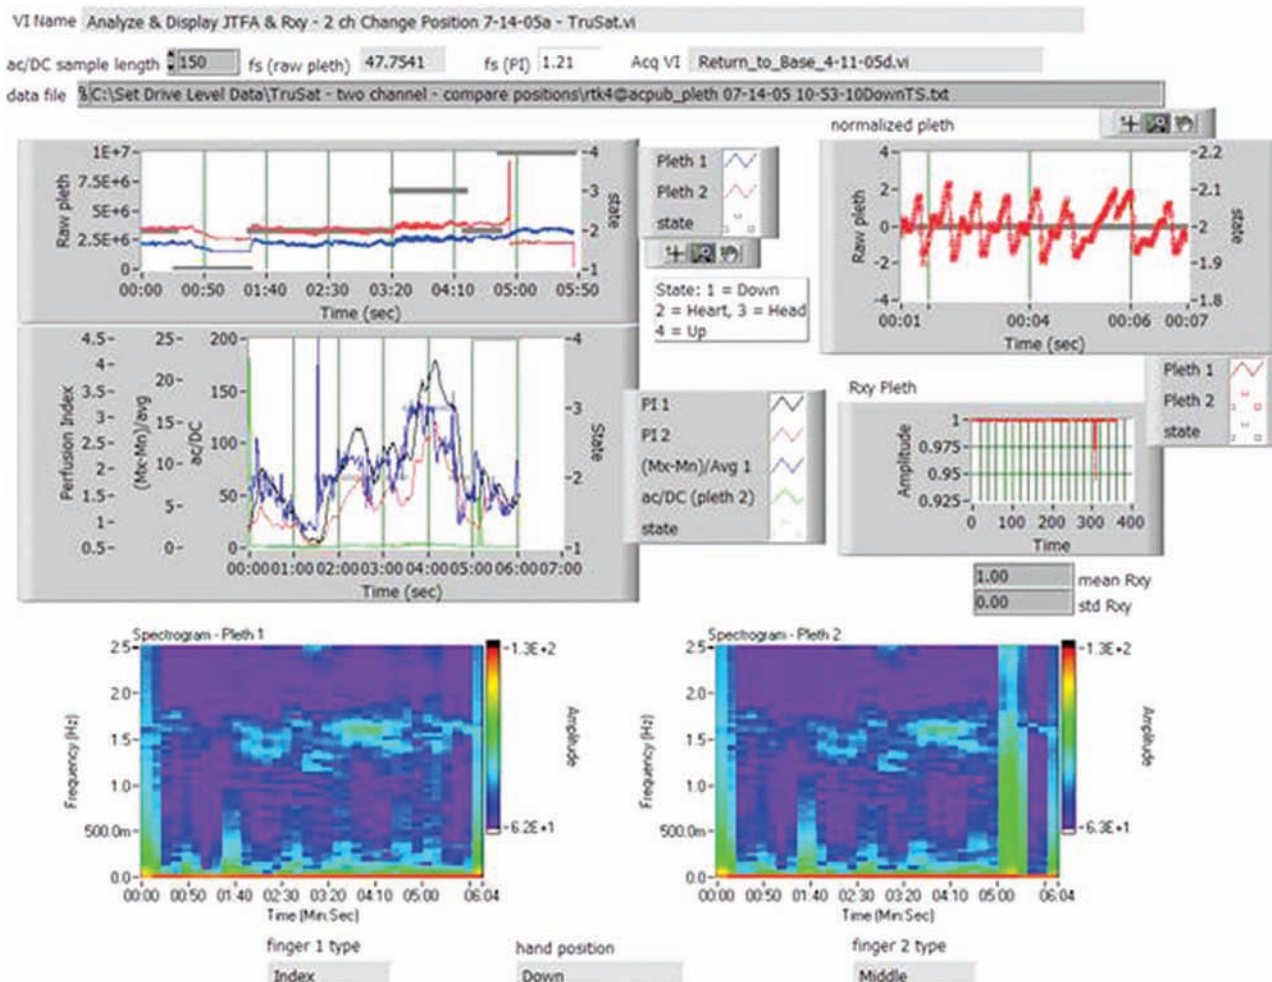 VI Name Analyze & Display JTFA & Rxy - 2 ch Change Position 7-14-05a - TruSat.vi
ac/DC sample length 150 fs (raw pleth) 47.7541 fs (PI) 1.21 Acq VI Return_to_Base_4-11-05d.vi
data file C:\Set Drive Level Data\TruSat - two channel - compare positions\rtk4@acpub_pleth 07-14-05 10-53-10DownTS.txt
Raw pleth
1E+7
7.5E+6
5E+6
2.5E+6
0
4
3
2
1
state
00:00 00:50 01:40 02:30 03:20 04:10 05:00 05:50
Time (sec)
Pleth 1
Pleth 2
state
State: 1 = Down
2 = Heart, 3 = Head
4 = Up
normalized pleth
Raw pleth
4
2
0
-2
-4
2.2
2.1
2
1.9
1.8
state
00:01 00:04 00:06 00:07
Time (sec)
Pleth 1
Pleth 2
state
Perfusion Index
4.5
4
3.5
3
2.5
2
1.5
1
0.5
(Mx-Mn)/avg
25
20
15
10
5
0
ac/DC
200
150
100
50
0
4
3
2
1
State
00:00 01:00 02:00 03:00 04:00 05:00 06:00 07:00
Time (sec)
PI 1
PI 2
(Mx-Mn)/Avg 1
ac/DC (pleth 2)
state
Rxy Pleth
Amplitude
1
0.975
0.95
0.925
0 100 200 300 400
Time
1.00 mean Rxy
0.00 std Rxy
Spectrogram - Pleth 1
Frequency (Hz)
2.5
2.0
1.5
1.0
500.0m
0.0
00:00 00:50 01:40 02:30 03:20 04:10 05:00 06:04
Time (Min:Sec)
-1.3E+2
-6.2E+1
Amplitude
Spectrogram - Pleth 2
Frequency (Hz)
2.5
2.0
1.5
1.0
500.0m
0.0
00:00 00:50 01:40 02:30 03:20 04:10 05:00 06:04
Time (Min:Sec)
-1.3E+2
-6.3E+1
Amplitude
finger 1 type
Index
hand position
Down
finger 2 type
Middle